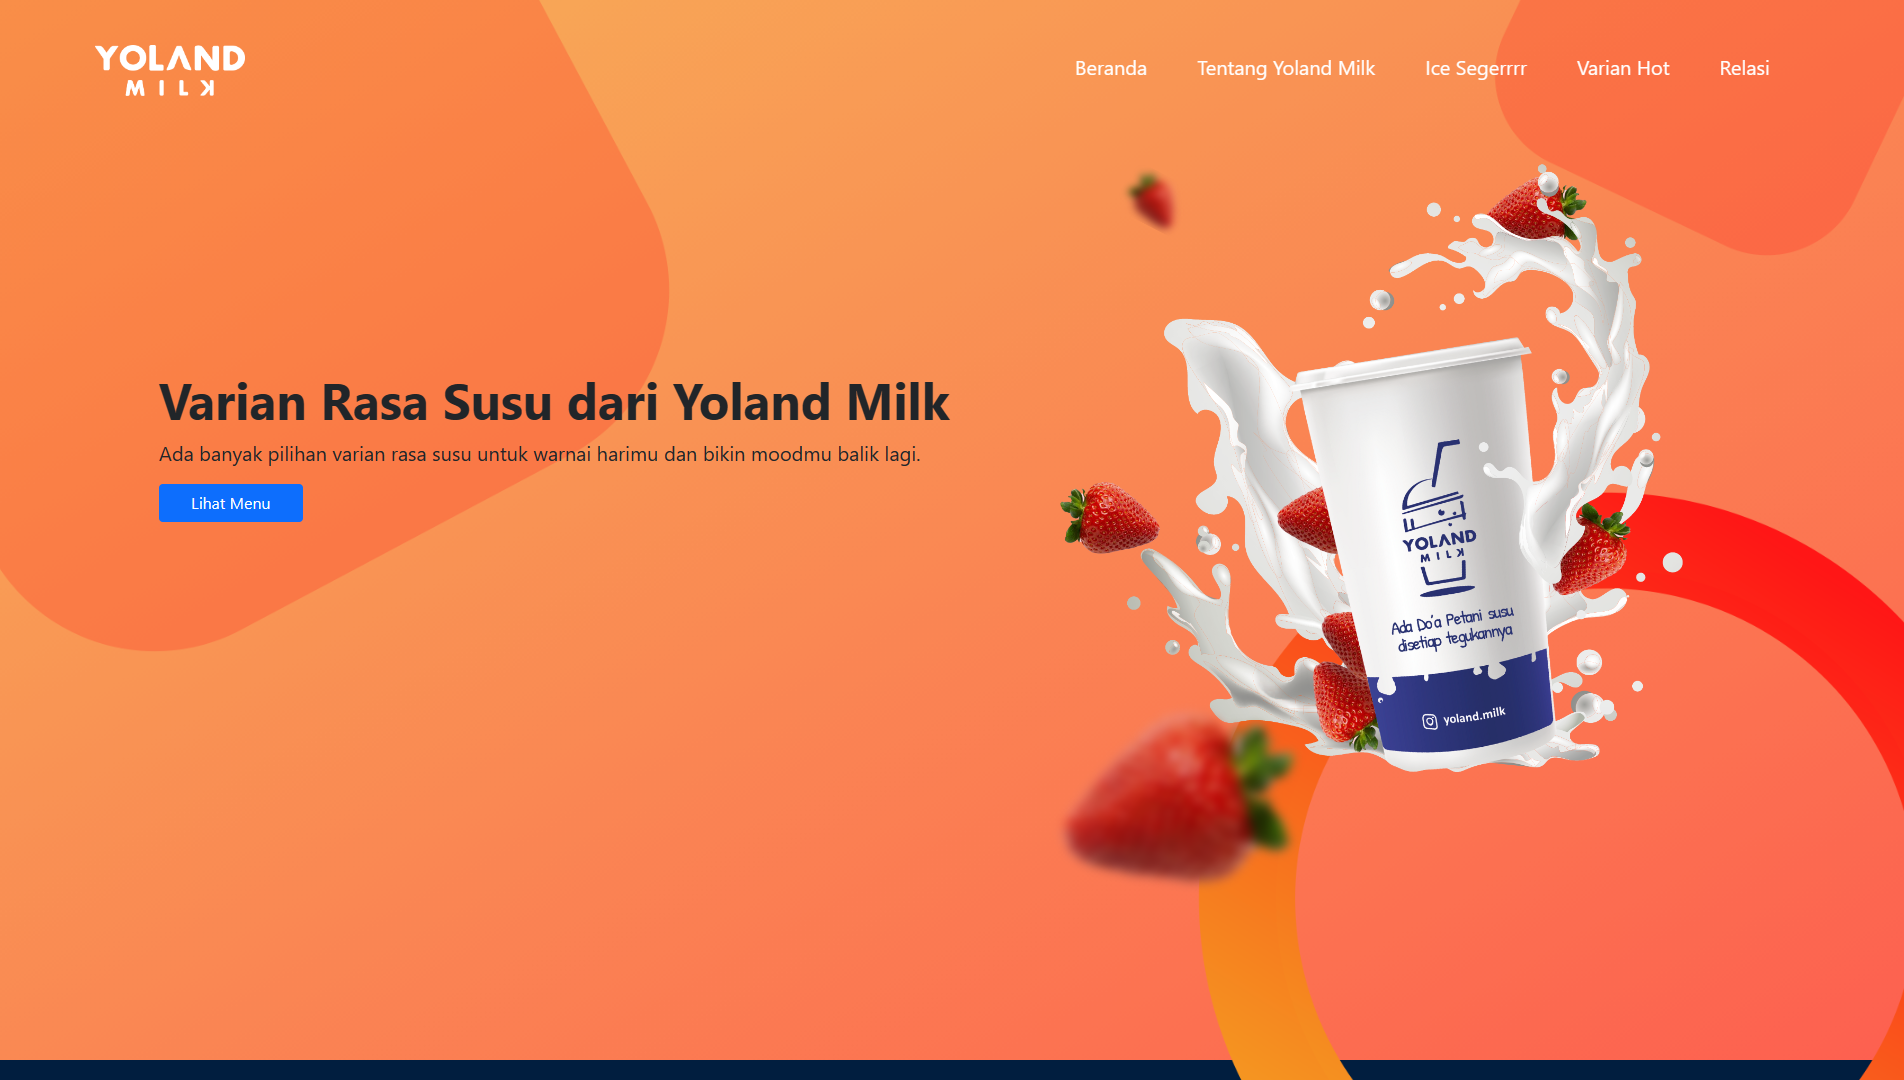 YOLAND
MILK
Beranda
Tentang Yoland Milk
Ice Segerrrr
Varian Hot
Relasi
Varian Rasa Susu dari Yoland Milk
Ada banyak pilihan varian rasa susu untuk warnai harimu dan bikin moodmu balik lagi.
Lihat Menu
YOLAND
MILK
Ada Do'a Petani susu
disetiap tegukannya
yoland.milk